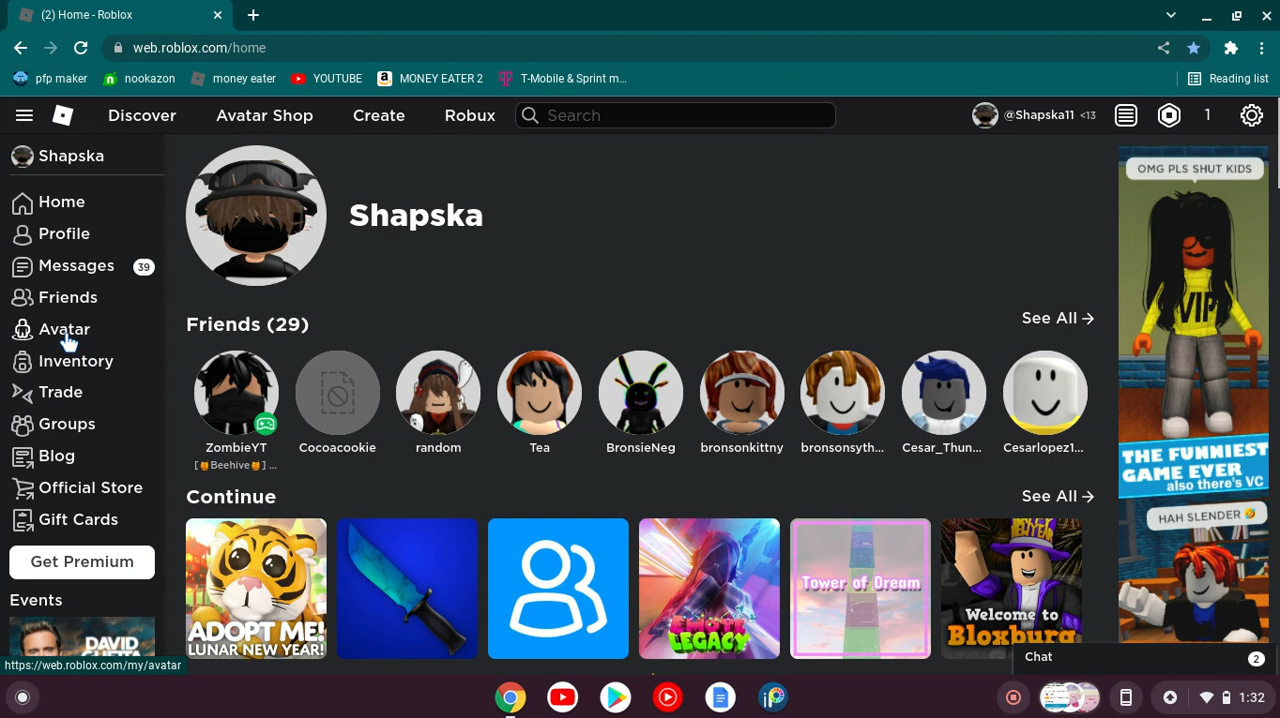 (2) Home - Roblox
web.roblox.com/home
pfp maker nookazon money eater YOUTUBE MONEY EATER 2 T-Mobile & Sprint m... Reading list
Discover Avatar Shop Create Robux Search @Shapska11 <13 1
Shapska
Home
Profile
Messages 39
Friends
Avatar
Inventory
Trade
Groups
Blog
Official Store
Gift Cards
Get Premium
Events
DAVID
https://web.roblox.com/my/avatar
Shapska
Friends (29) See All →
ZombieYT Cocoacookie random Tea BronsieNeg bronsonkittny bronsonsyth... Cesar_Thun... Cesarlopez1...
[🐝Beehive🐝] ...
Continue See All →
ADOPT ME!
LUNAR NEW YEAR!
EMOTE
LEGACY
Tower of Dream
NEW YEAR
Welcome to
Bloxburg
OMG PLS SHUT KIDS
VIP
THE FUNNIEST
GAME EVER
also there's VC
HAH SLENDER 🤣
Chat 2
1:32